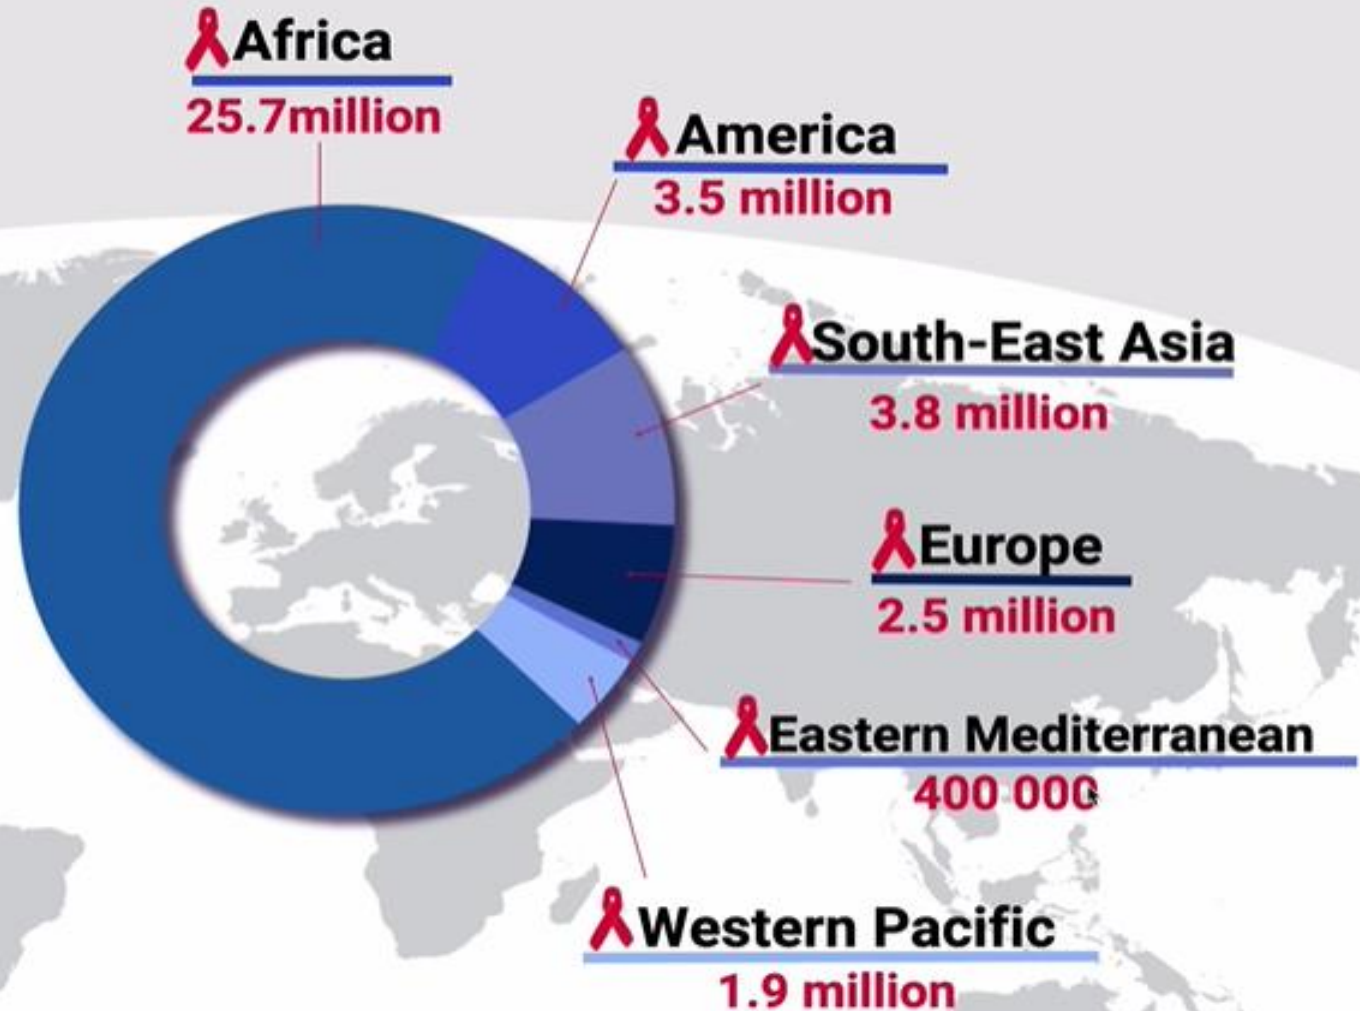 Africa
25.7million
America
3.5 million
South-East Asia
3.8 million
Europe
2.5 million
Eastern Mediterranean
400 000
Western Pacific
1.9 million